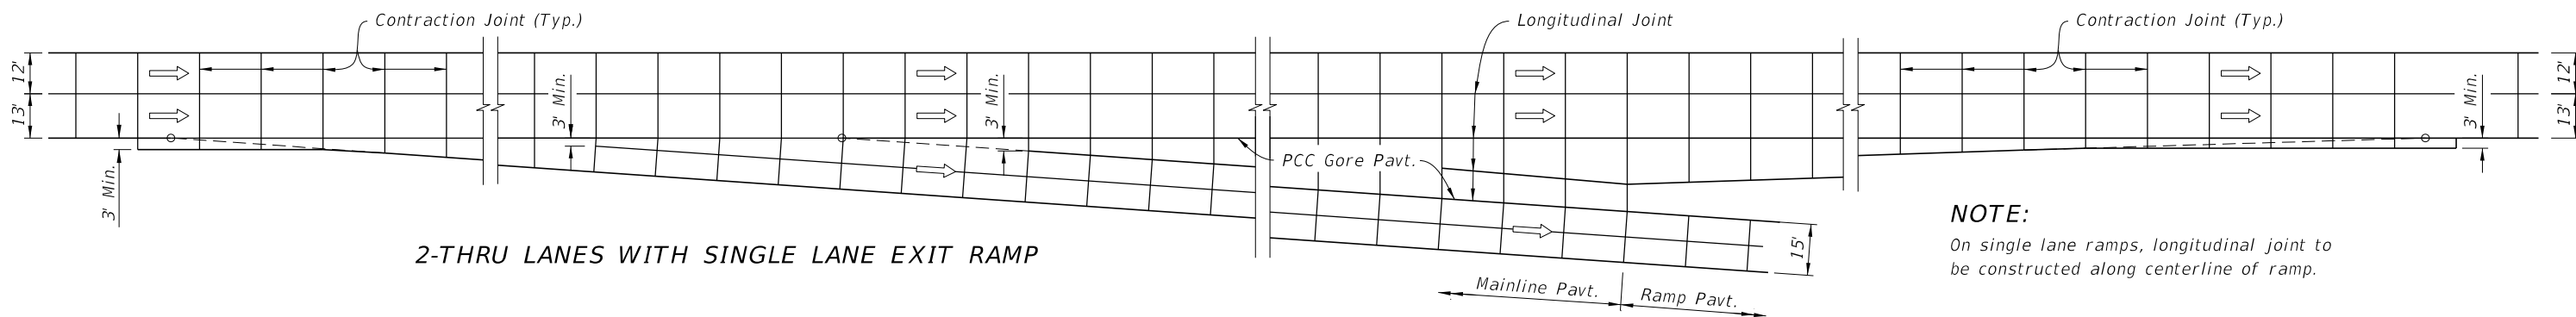 Contraction Joint (Typ.)
Longitudinal Joint
Contraction Joint (Typ.)
12'
13'
3' Min.
3' Min.
3' Min.
PCC Gore Pavt.
3' Min.
12'
13'
2-THRU LANES WITH SINGLE LANE EXIT RAMP
15'
Mainline Pavt.
Ramp Pavt.
NOTE:
On single lane ramps, longitudinal joint to
be constructed along centerline of ramp.